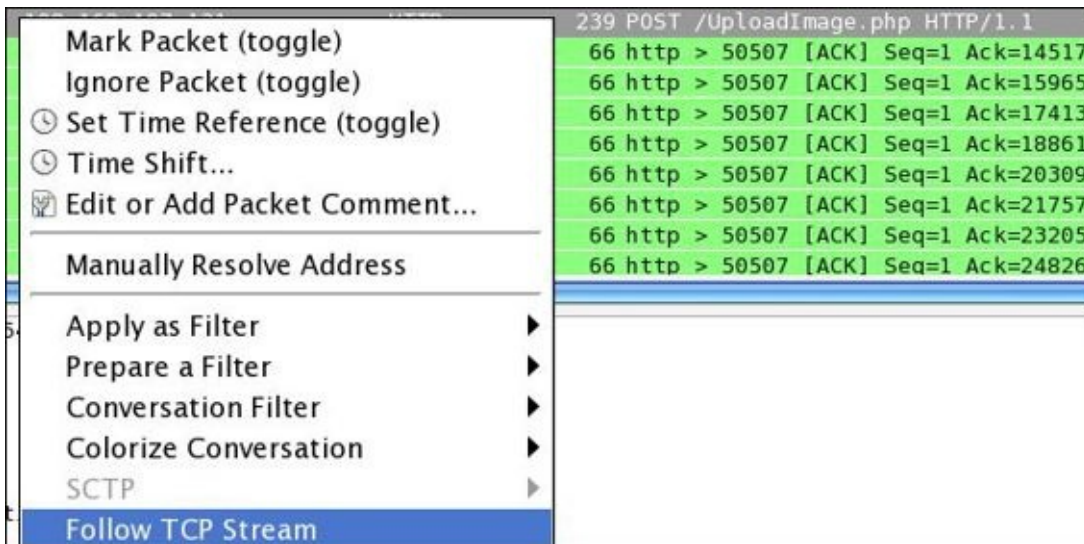 239 POST /UploadImage.php HTTP/1.1
66 http > 50507 [ACK] Seq=1 Ack=14517
66 http > 50507 [ACK] Seq=1 Ack=15965
66 http > 50507 [ACK] Seq=1 Ack=17413
66 http > 50507 [ACK] Seq=1 Ack=18861
66 http > 50507 [ACK] Seq=1 Ack=20309
66 http > 50507 [ACK] Seq=1 Ack=21757
66 http > 50507 [ACK] Seq=1 Ack=23205
66 http > 50507 [ACK] Seq=1 Ack=24826
Mark Packet (toggle)
Ignore Packet (toggle)
Set Time Reference (toggle)
Time Shift...
Edit or Add Packet Comment...
Manually Resolve Address
Apply as Filter
Prepare a Filter
Conversation Filter
Colorize Conversation
SCTP
Follow TCP Stream